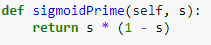 def sigmoidPrime(self, s):
    return s * (1 - s)